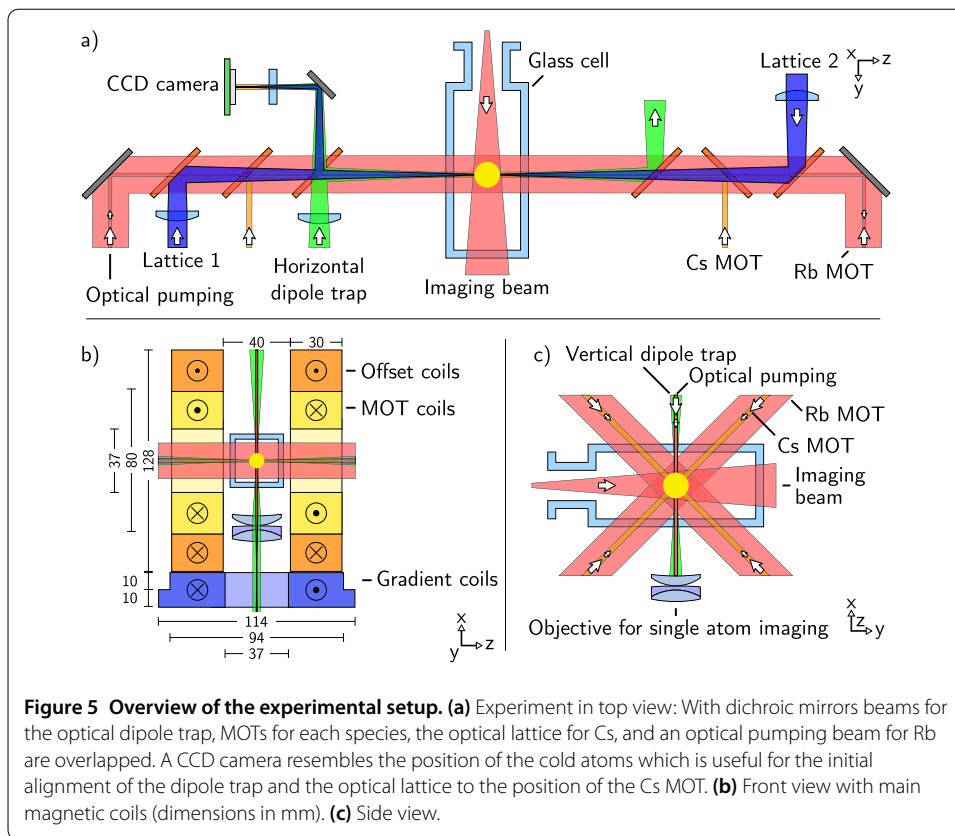 a)
CCD camera
Glass cell
Lattice 2
x
z
y
Lattice 1
Horizontal
dipole trap
Optical pumping
Imaging beam
Cs MOT
Rb MOT
b)
40
30
Offset coils
MOT coils
37
80
128
Gradient coils
10
10
114
94
37
x
z
y
c)
Vertical dipole trap
Optical pumping
Rb MOT
Cs MOT
Imaging
beam
Objective for single atom imaging
x
z
y
Figure 5 Overview of the experimental setup. (a) Experiment in top view: With dichroic mirrors beams for
the optical dipole trap, MOTs for each species, the optical lattice for Cs, and an optical pumping beam for Rb
are overlapped. A CCD camera resembles the position of the cold atoms which is useful for the initial
alignment of the dipole trap and the optical lattice to the position of the Cs MOT. (b) Front view with main
magnetic coils (dimensions in mm). (c) Side view.